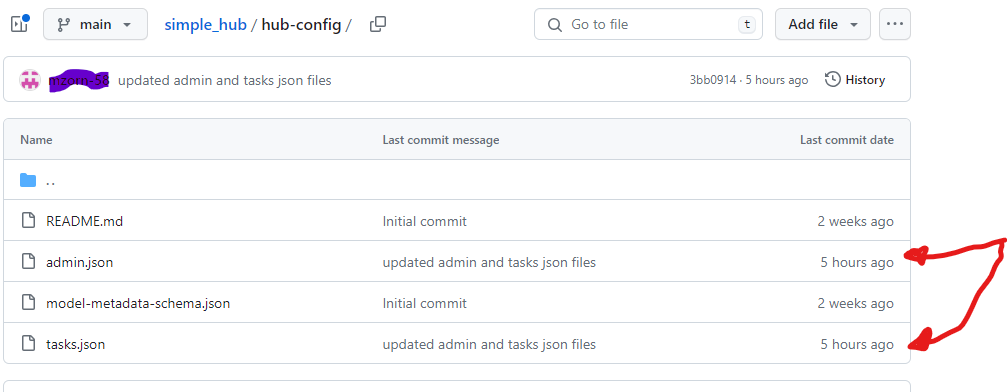 main simple_hub / hub-config / Go to file t Add file
updated admin and tasks json files 3bb0914 · 5 hours ago History
Name Last commit message Last commit date
..
README.md Initial commit 2 weeks ago
admin.json updated admin and tasks json files 5 hours ago
model-metadata-schema.json Initial commit 2 weeks ago
tasks.json updated admin and tasks json files 5 hours ago